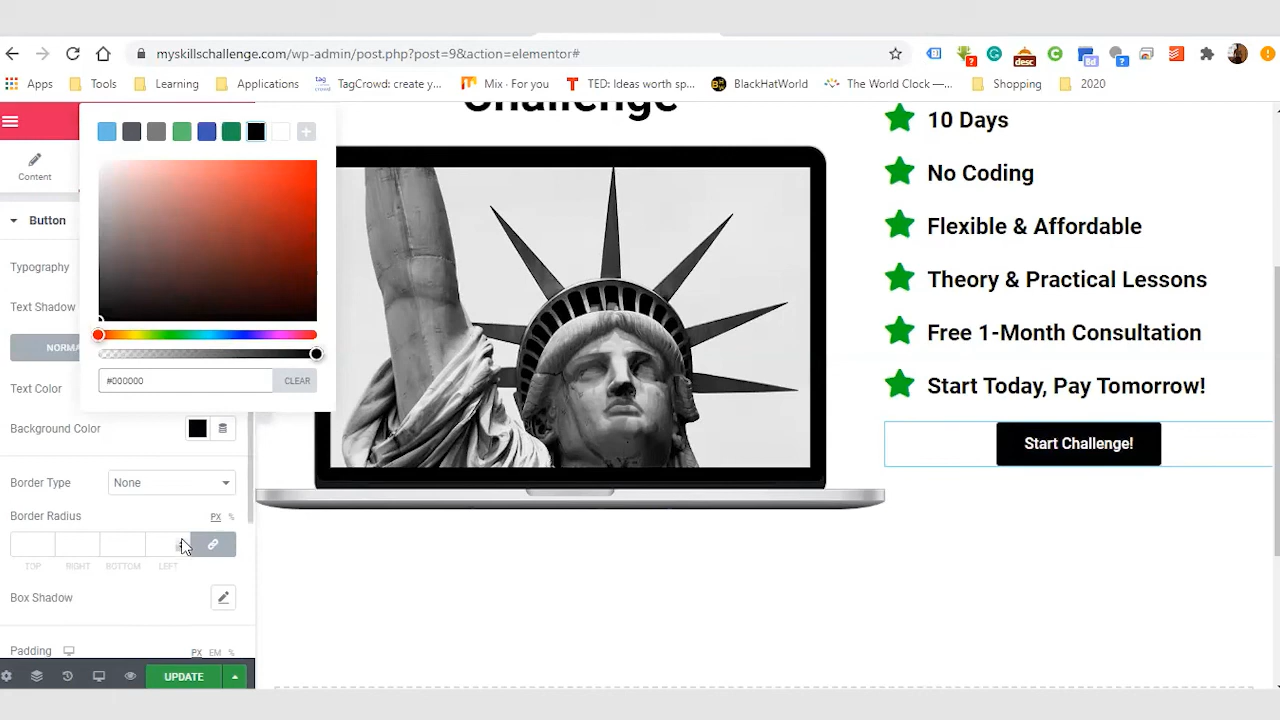 myskillschallenge.com/wp-admin/post.php?post=9&action=elementor#
desc
Bd
?
?
Apps
Tools
Learning
Applications
tag
TagCrowd: create y...
Mix · For you
TED: Ideas worth sp...
BlackHatWorld
The World Clock —...
Shopping
2020
Content
Button
Typography
Text Shadow
NORMA
Text Color
#000000
CLEAR
Background Color
Border Type
None
Border Radius
PX %
TOP RIGHT BOTTOM LEFT
Box Shadow
Padding
PX EM %
UPDATE
Challenge
10 Days
No Coding
Flexible & Affordable
Theory & Practical Lessons
Free 1-Month Consultation
Start Today, Pay Tomorrow!
Start Challenge!